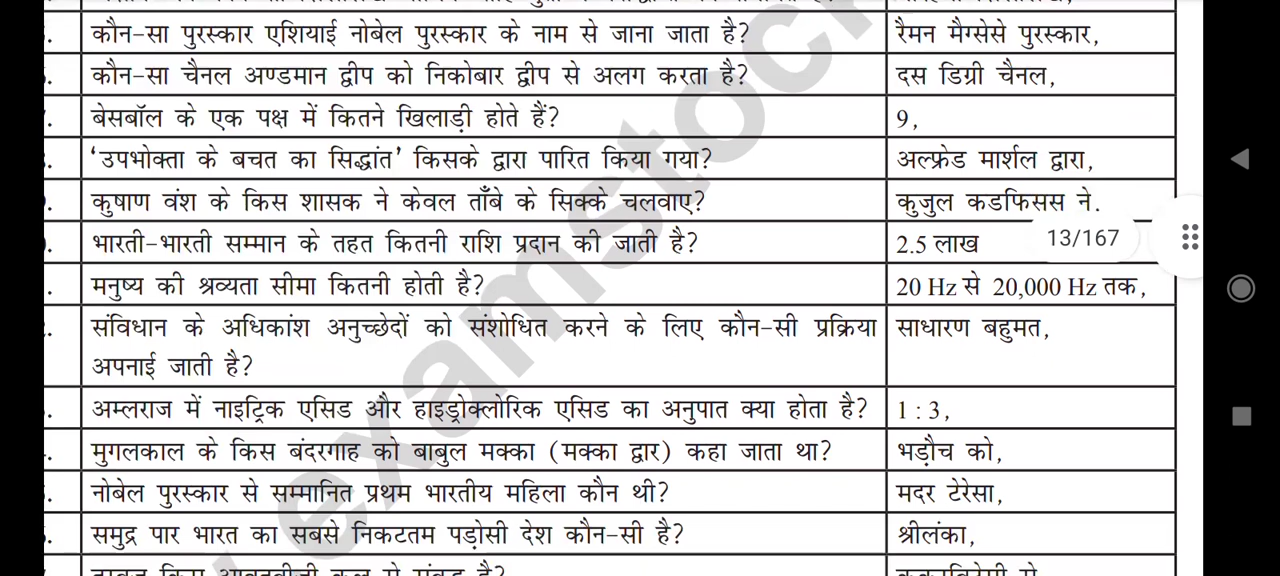 . कौन-सा पुरस्कार एशियाई नोबेल पुरस्कार के नाम से जाना जाता है? रैमन मैग्सेसे पुरस्कार,
. कौन-सा चैनल अण्डमान द्वीप को निकोबार द्वीप से अलग करता है? दस डिग्री चैनल,
. बेसबॉल के एक पक्ष में कितने खिलाड़ी होते हैं? 9,
. ‘उपभोक्ता के बचत का सिद्धांत’ किसके द्वारा पारित किया गया? अल्फ्रेड मार्शल द्वारा,
. कुषाण वंश के किस शासक ने केवल ताँबे के सिक्के चलवाए? कुजुल कडफिसस ने.
. भारती-भारती सम्मान के तहत कितनी राशि प्रदान की जाती है? 2.5 लाख
13/167
. मनुष्य की श्रव्यता सीमा कितनी होती है? 20 Hz से 20,000 Hz तक,
. संविधान के अधिकांश अनुच्छेदों को संशोधित करने के लिए कौन-सी प्रक्रिया साधारण बहुमत,
अपनाई जाती है?
. अम्लराज में नाइट्रिक एसिड और हाइड्रोक्लोरिक एसिड का अनुपात क्या होता है? 1 : 3,
. मुगलकाल के किस बंदरगाह को बाबुल मक्का (मक्का द्वार) कहा जाता था? भड़ौच को,
. नोबेल पुरस्कार से सम्मानित प्रथम भारतीय महिला कौन थी? मदर टेरेसा,
. समुद्र पार भारत का सबसे निकटतम पड़ोसी देश कौन-सी है? श्रीलंका,
examstoc